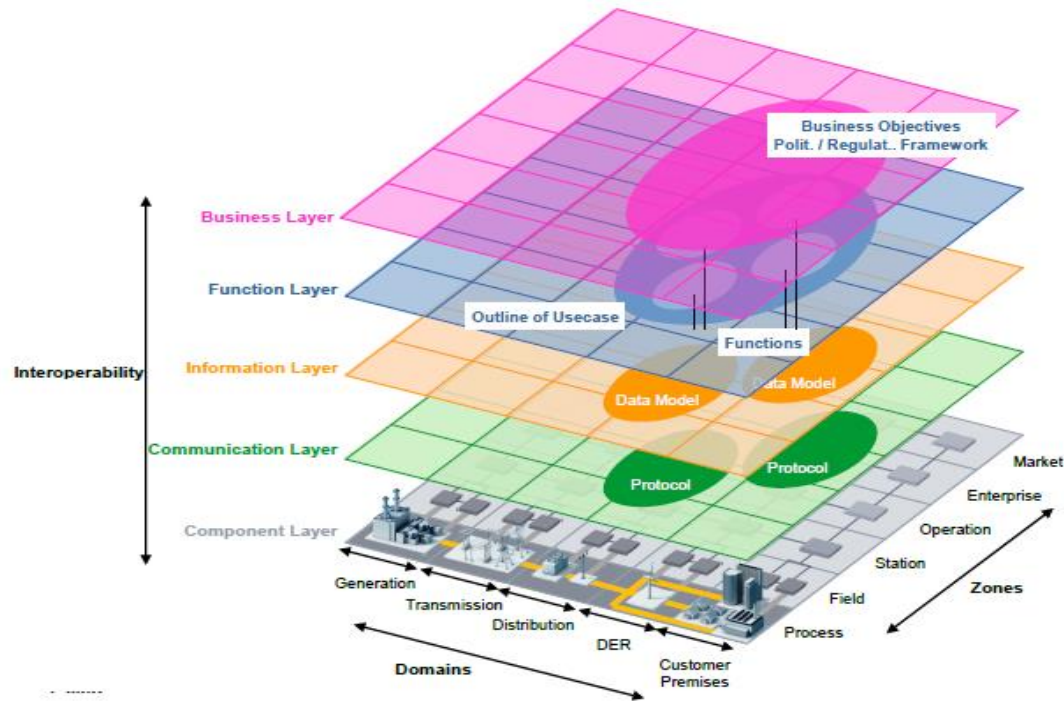 Business Objectives
Polit. / Regulat.. Framework
Business Layer
Function Layer
Outline of Usecase
Functions
Information Layer
Interoperability
Data Model
Data Model
Communication Layer
Protocol
Protocol
Market
Enterprise
Component Layer
Operation
Station
Generation
Zones
Field
Transmission
Distribution
Process
DER
Domains
Customer
Premises